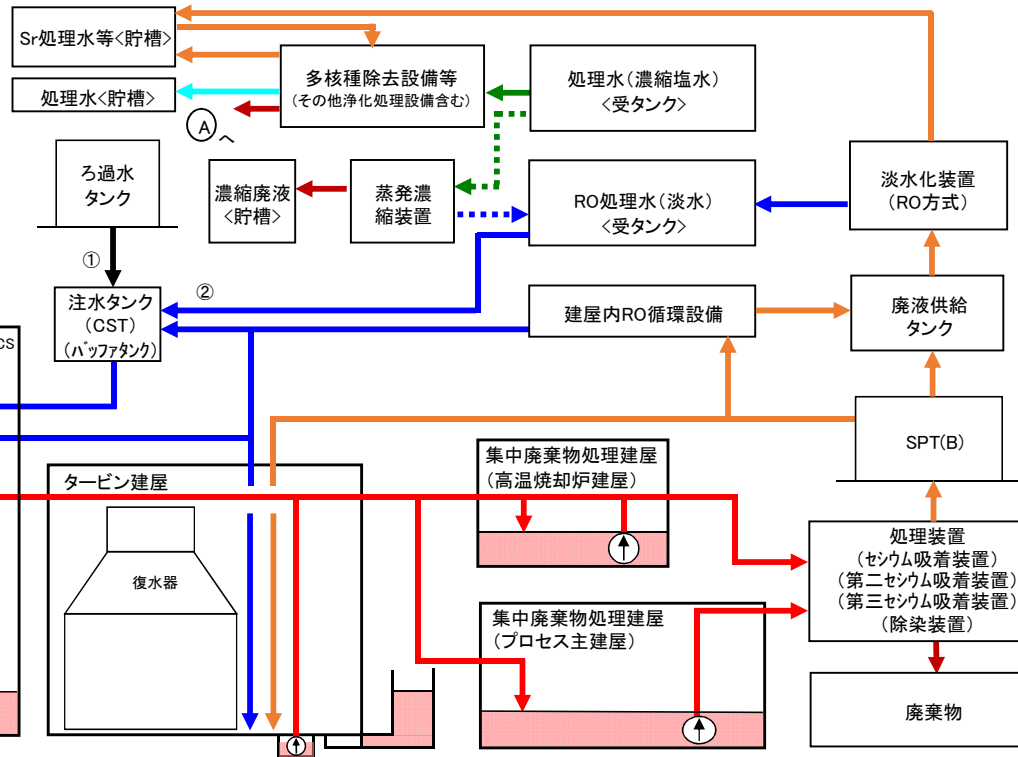 Sr処理水等<貯槽>
処理水<貯槽>
多核種除去設備等
(その他浄化処理設備含む)
処理水(濃縮塩水)
<受タンク>
A
へ
ろ過水
タンク
濃縮廃液
<貯槽>
蒸発濃
縮装置
RO処理水(淡水)
<受タンク>
淡水化装置
(RO方式)
①
②
注水タンク
(CST)
(バッファタンク)
建屋内RO循環設備
廃液供給
タンク
CS
SPT(B)
タービン建屋
復水器
集中廃棄物処理建屋
(高温焼却炉建屋)
集中廃棄物処理建屋
(プロセス主建屋)
処理装置
(セシウム吸着装置)
(第二セシウム吸着装置)
(第三セシウム吸着装置)
(除染装置)
廃棄物